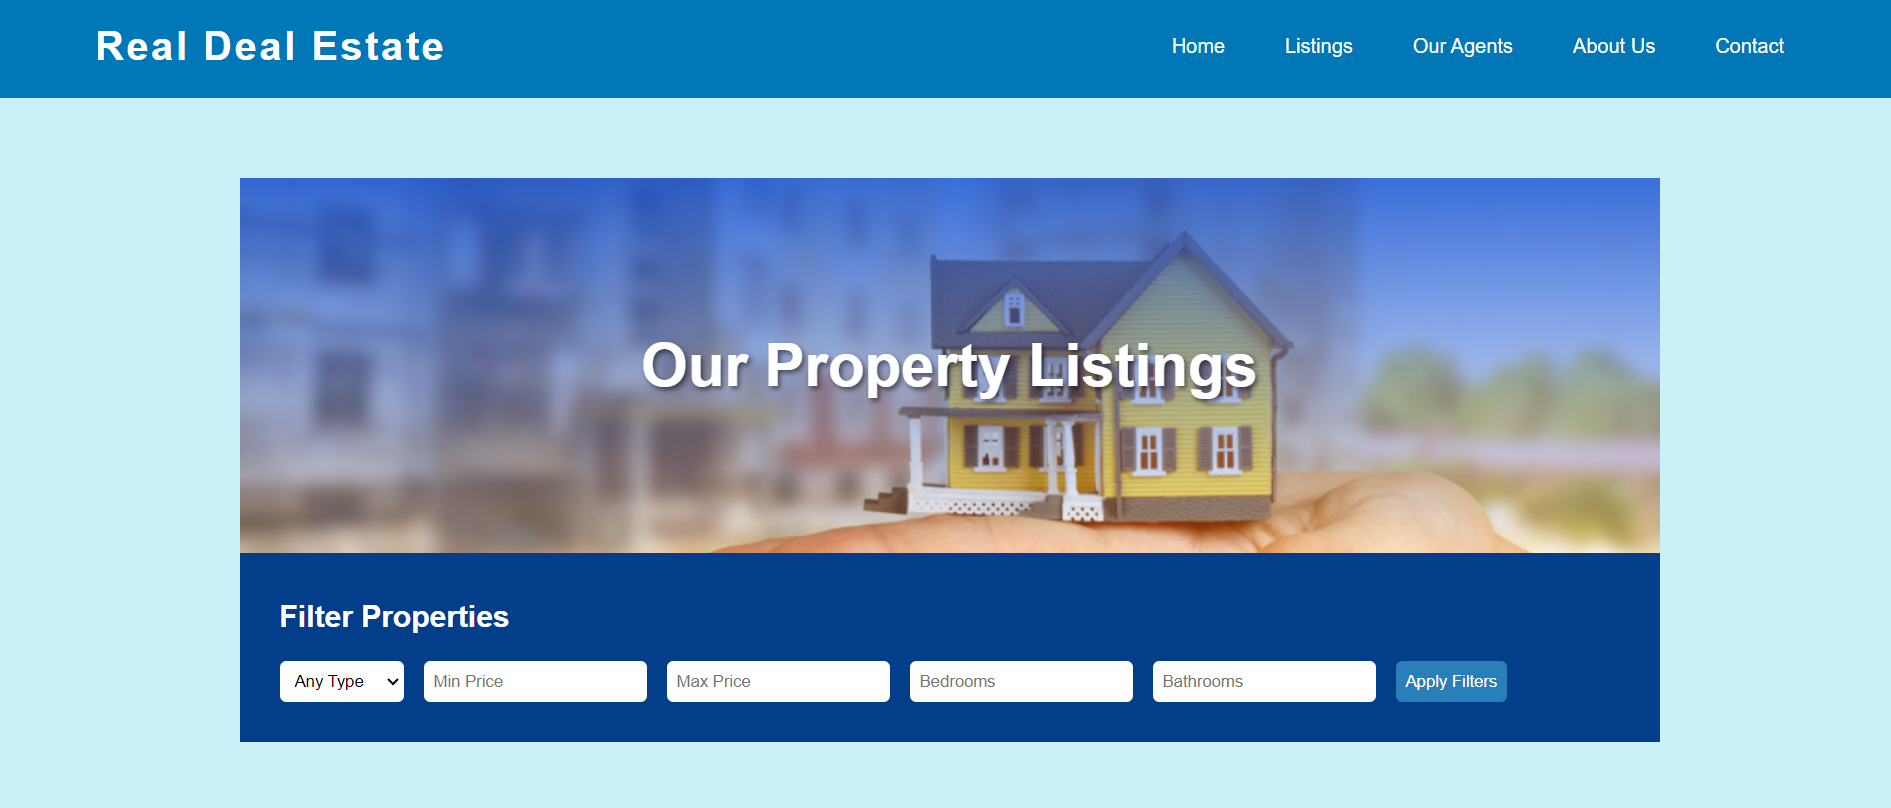 Real Deal Estate
Home Listings Our Agents About Us Contact
Our Property Listings
Filter Properties
Any Type Min Price Max Price Bedrooms Bathrooms Apply Filters